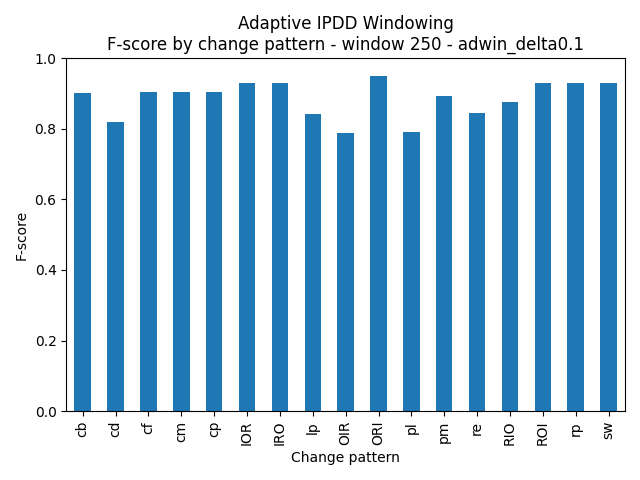 Adaptive IPDD Windowing
F-score by change pattern - window 250 - adwin_delta0.1
1.0
0.8
0.6
0.4
0.2
0.0
F-score
cb
cd
cf
cm
cp
IOR
IRO
lp
OIR
ORI
pl
pm
re
RIO
ROI
rp
sw
Change pattern